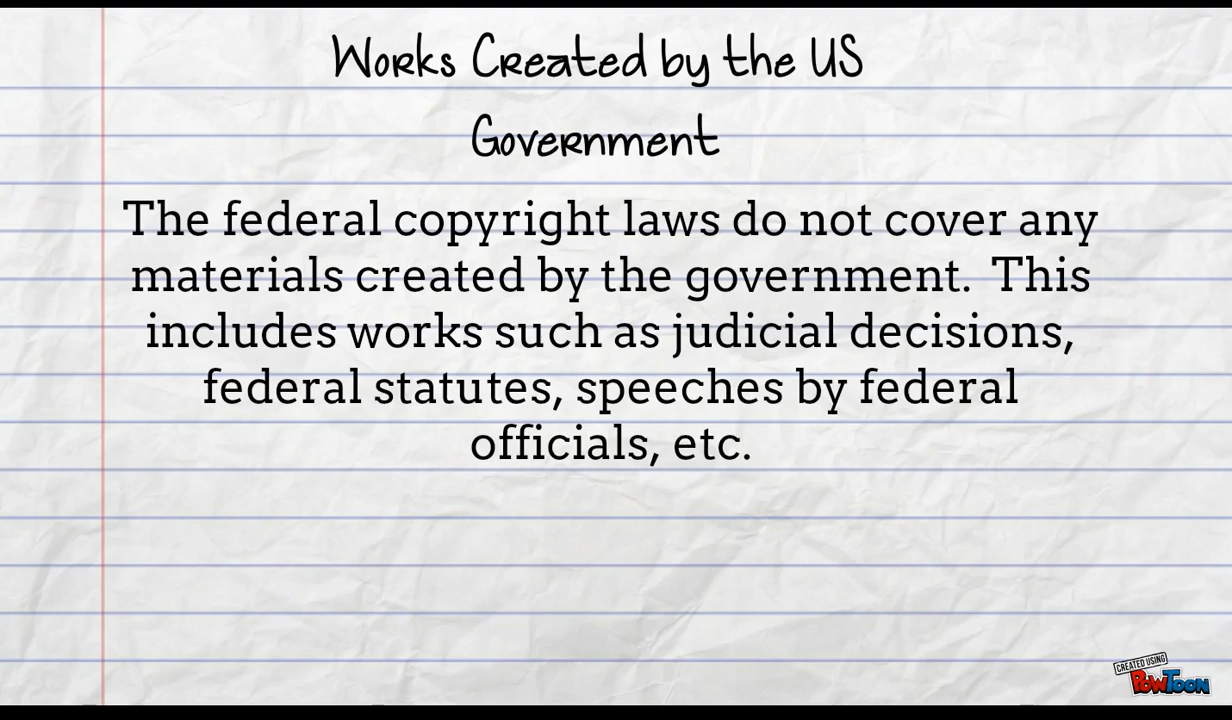 Works Created by the US
Government
The federal copyright laws do not cover any
materials created by the government.  This
includes works such as judicial decisions,
federal statutes, speeches by federal
officials, etc.
CREATED USING
POWTOON